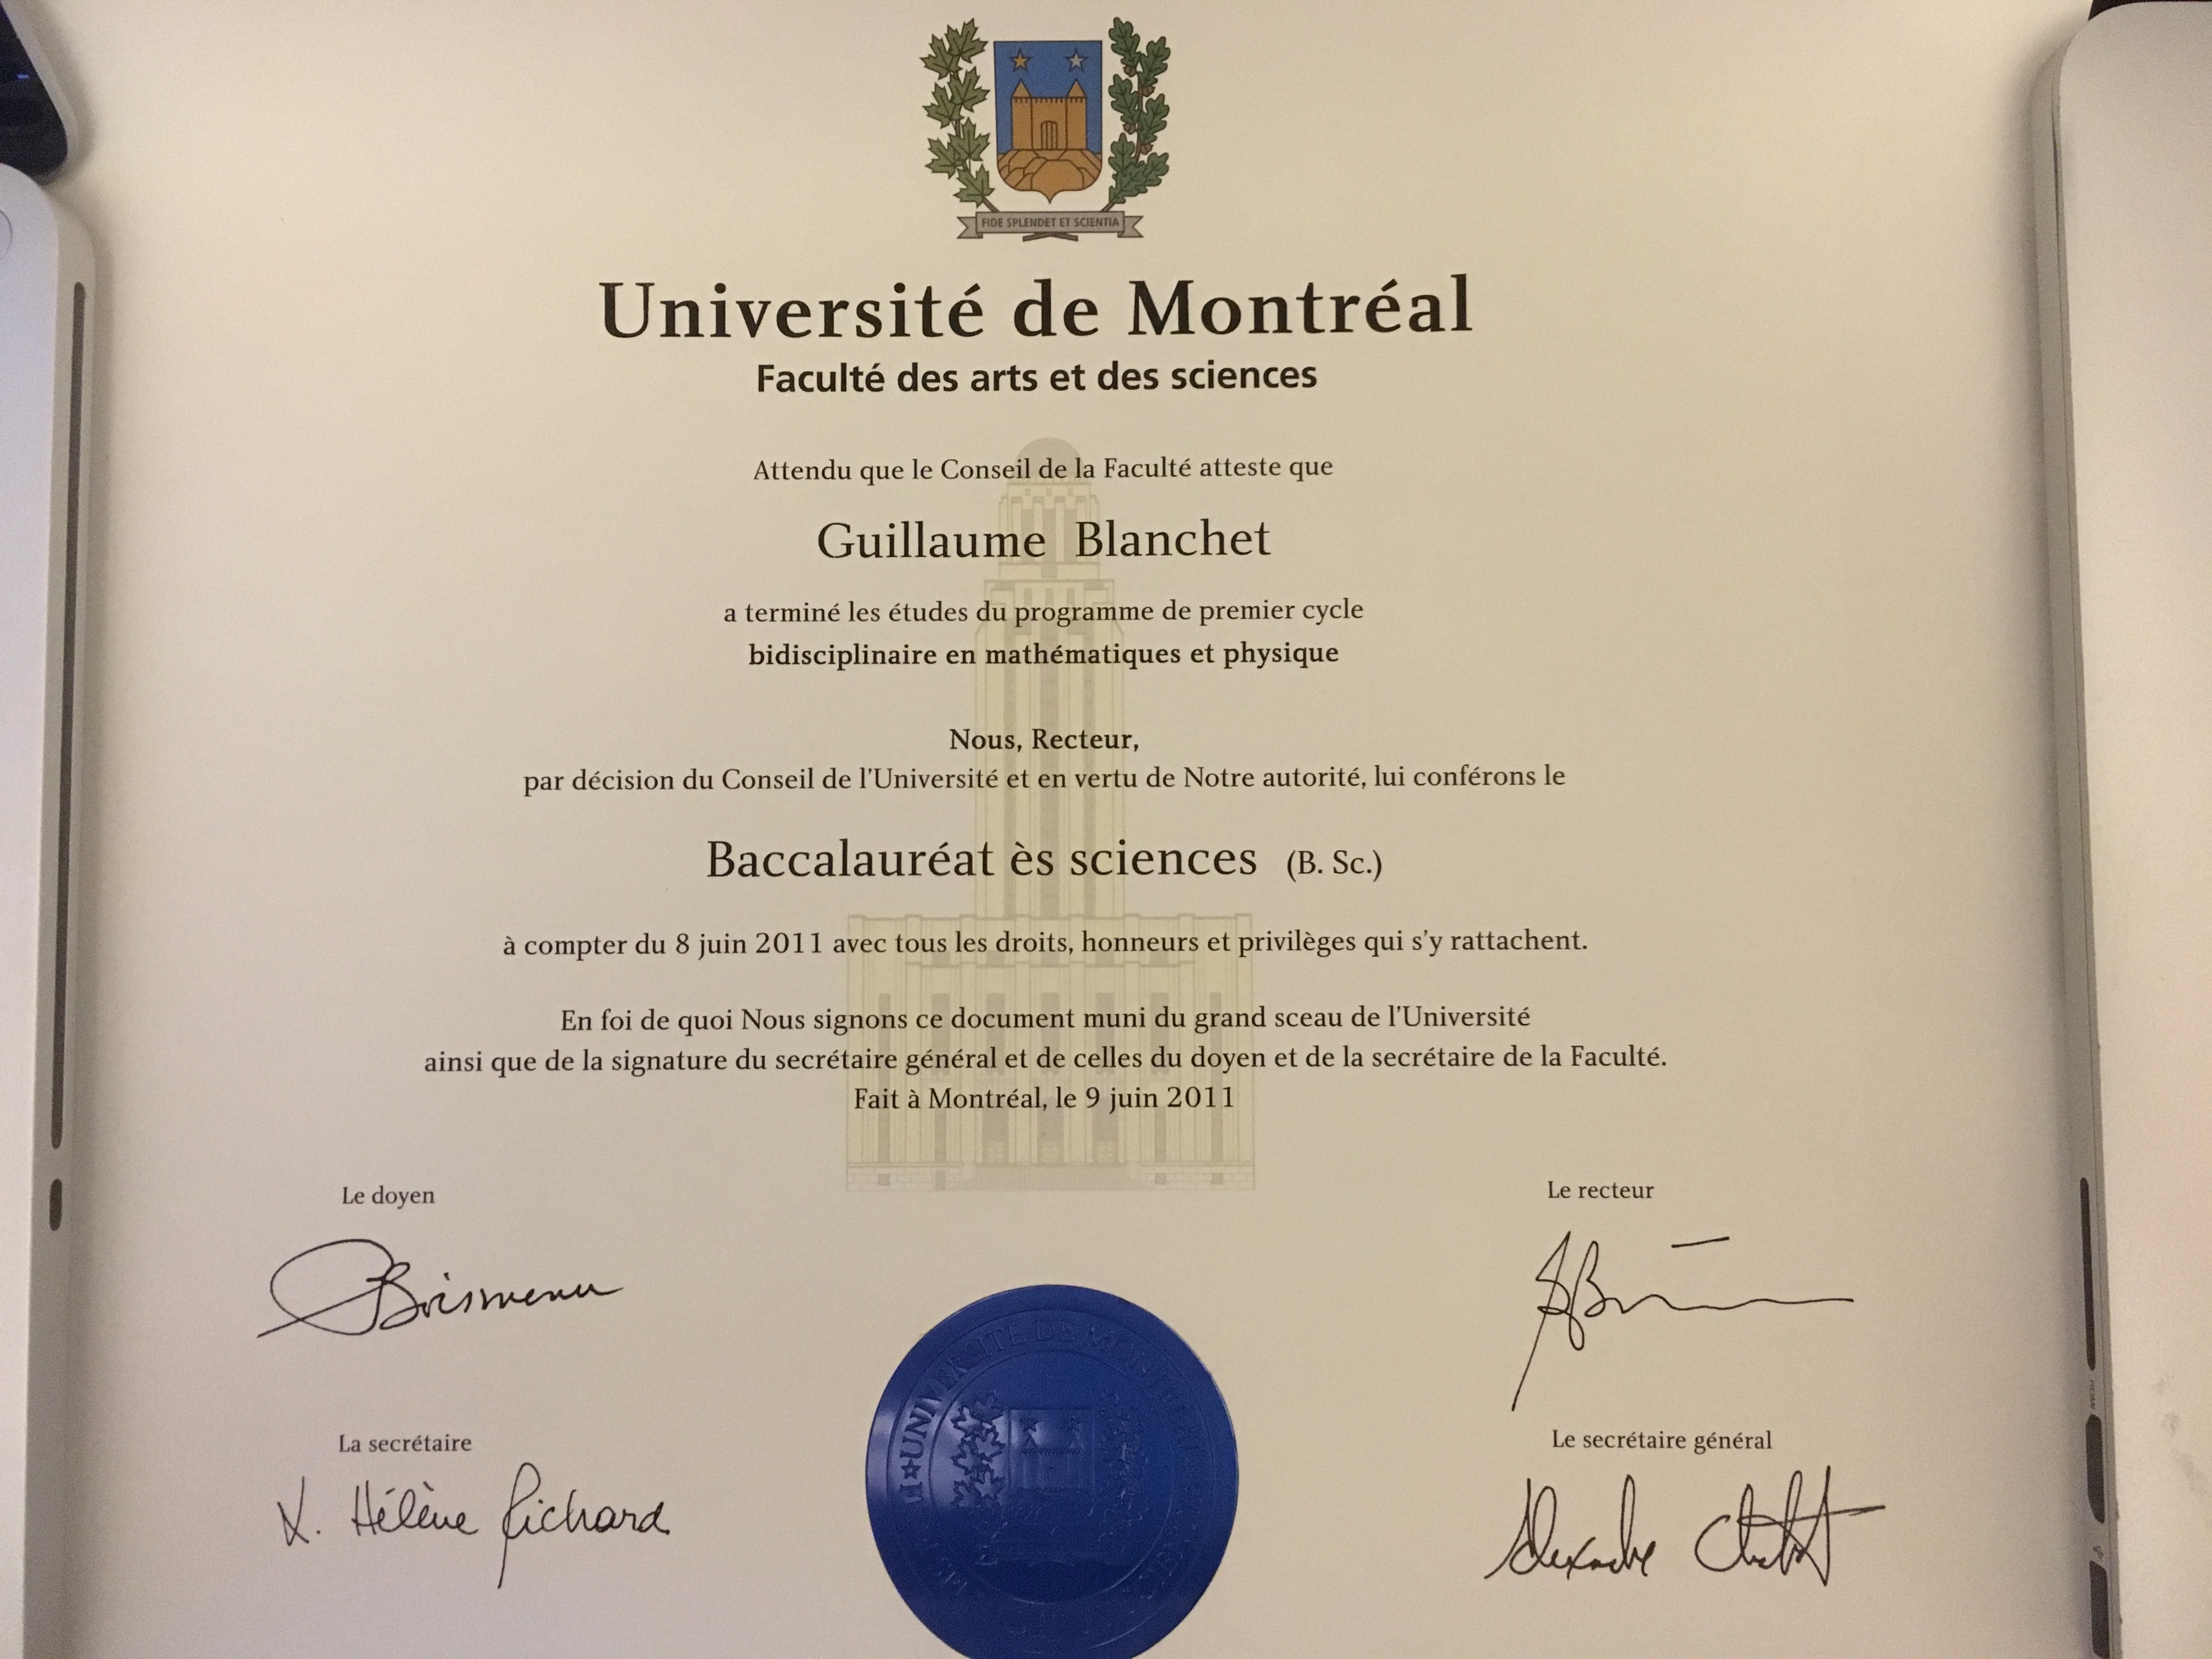 FIDE SPLENDET ET SCIENTIA
Université de Montréal
Faculté des arts et des sciences
Attendu que le Conseil de la Faculté atteste que
Guillaume Blanchet
a terminé les études du programme de premier cycle
bidisciplinaire en mathématiques et physique
Nous, Recteur,
par décision du Conseil de l'Université et en vertu de Notre autorité, lui conférons le
Baccalauréat ès sciences (B. Sc.)
à compter du 8 juin 2011 avec tous les droits, honneurs et privilèges qui s'y rattachent.
En foi de quoi Nous signons ce document muni du grand sceau de l'Université
ainsi que de la signature du secrétaire général et de celles du doyen et de la secrétaire de la Faculté.
Fait à Montréal, le 9 juin 2011
Le doyen
Le recteur
La secrétaire
Le secrétaire général
Hélène Richard
UNIVERSITE DE